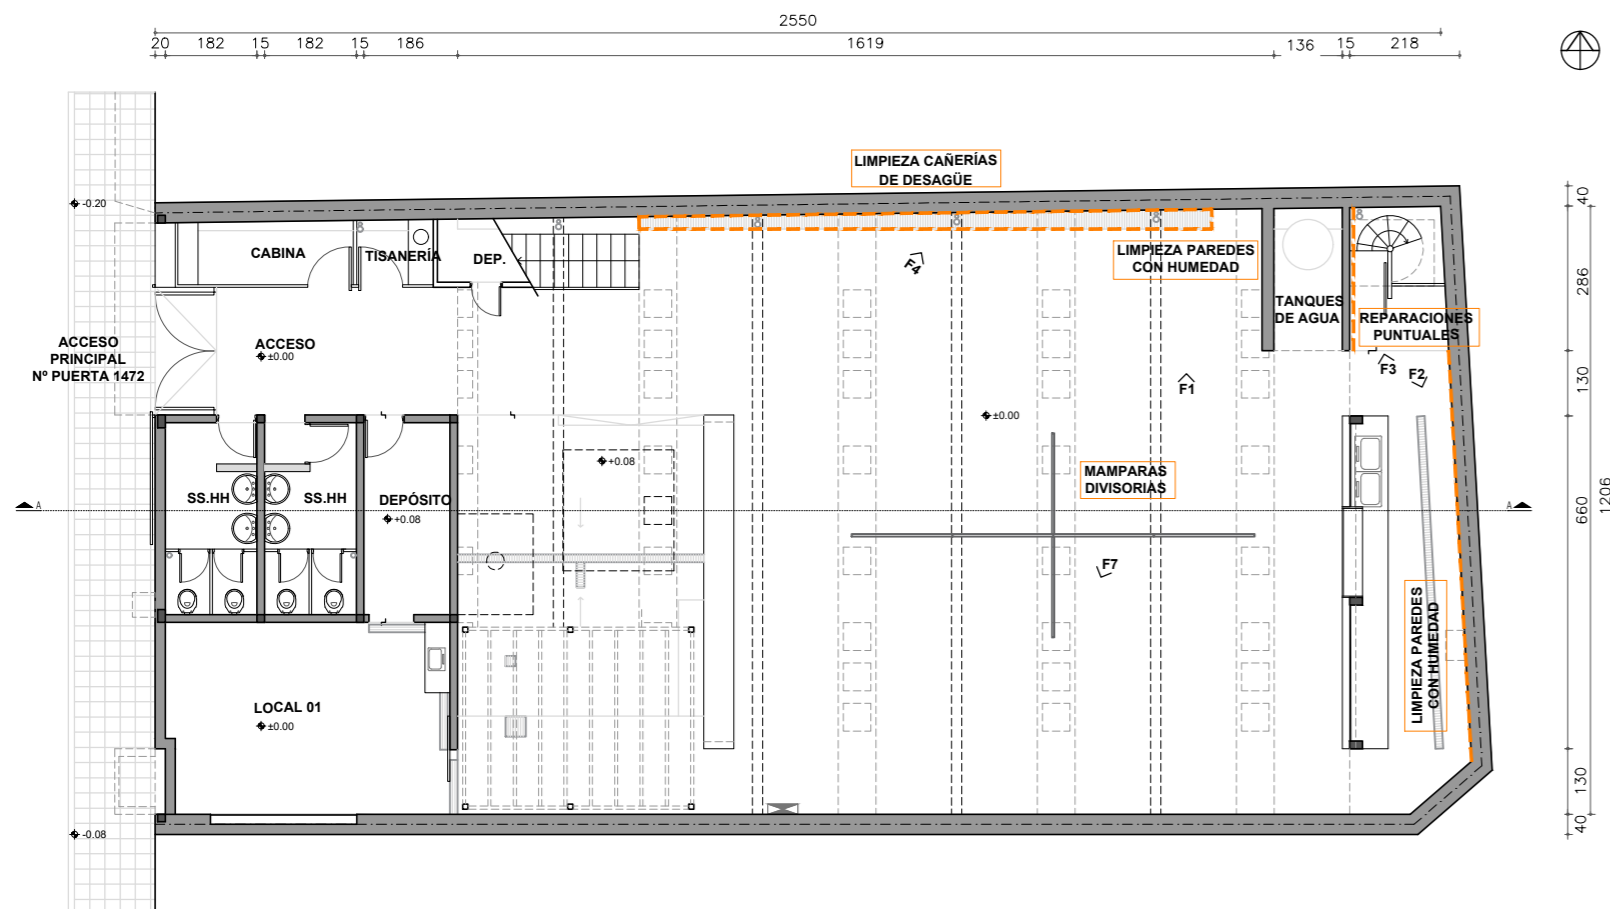 2550
20 182 15 182 15 186 1619 136 15 218
LIMPIEZA CAÑERÍAS
DE DESAGÜE
40
-0.20
CABINA
TISANERÍA
DEP.
LIMPIEZA PAREDES
CON HUMEDAD
F4
286
TANQUES
DE AGUA
REPARACIONES
PUNTUALES
ACCESO
PRINCIPAL
Nº PUERTA 1472
ACCESO
±0.00
F1
F3
F2
130
±0.00
+0.08
MAMPARAS
DIVISORIAS
SS.HH
SS.HH
DEPÓSITO
+0.08
A
A
660
1206
F7
LIMPIEZA PAREDES
CON HUMEDAD
LOCAL 01
±0.00
130
40
-0.08